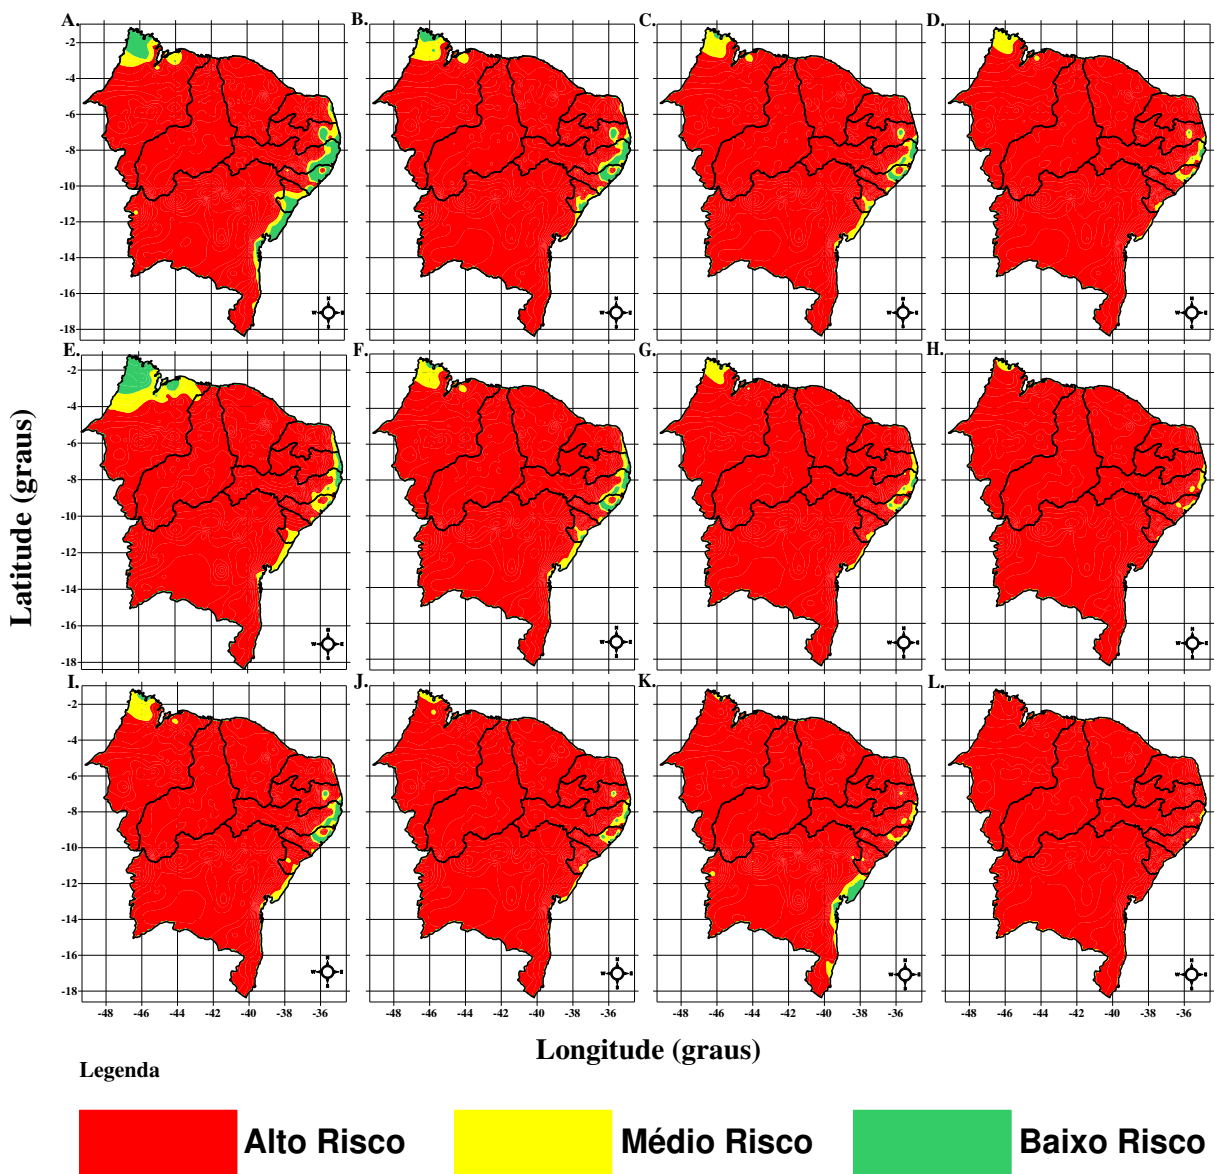 A. B. C. D.
-2
-4
-6
-8
-10
-12
-14
-16
-18
N W E S N W E S N W E S N W E S
E. F. G. H.
-2
-4
-6
-8
-10
-12
-14
-16
-18
N W E S N W E S N W E S N W E S
I. J. K. L.
-2
-4
-6
-8
-10
-12
-14
-16
-18
N W E S N W E S N W E S N W E S
-48 -46 -44 -42 -40 -38 -36 -48 -46 -44 -42 -40 -38 -36 -48 -46 -44 -42 -40 -38 -36 -48 -46 -44 -42 -40 -38 -36
Latitude (graus)
Longitude (graus)
Legenda
Alto Risco Médio Risco Baixo Risco